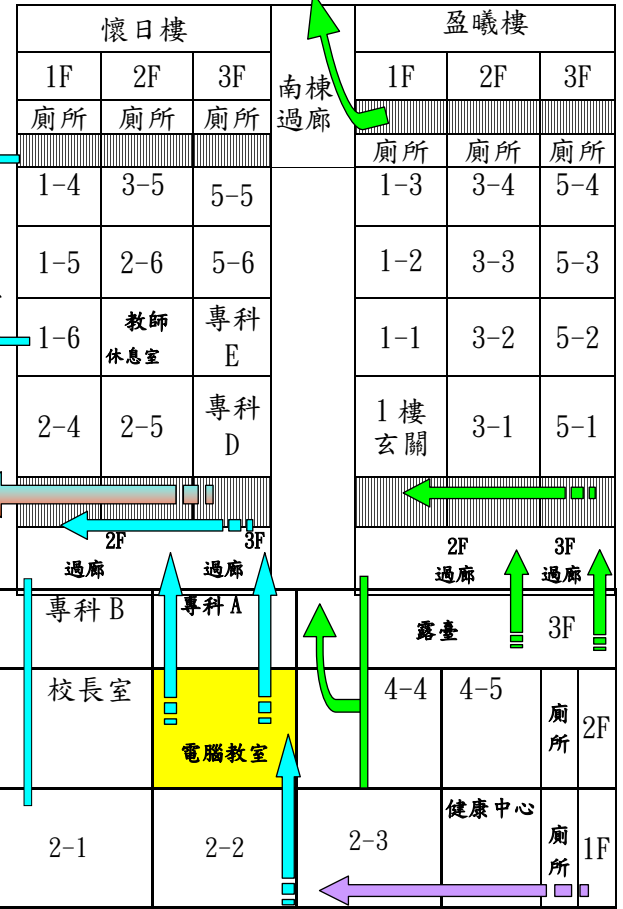 懷日樓 盈曦樓
1F 2F 3F 南棟過廊 1F 2F 3F
廁所 廁所 廁所
廁所 廁所 廁所
1-4 3-5 5-5 1-3 3-4 5-4
1-5 2-6 5-6 1-2 3-3 5-3
1-6 教師休息室 專科E 1-1 3-2 5-2
2-4 2-5 專科D 1樓玄關 3-1 5-1
2F 3F 2F 3F
過廊 過廊 過廊 過廊
專科B 專科A 露臺 3F
校長室 電腦教室 4-4 4-5 廁所 2F
2-1 2-2 2-3 健康中心 廁所 1F